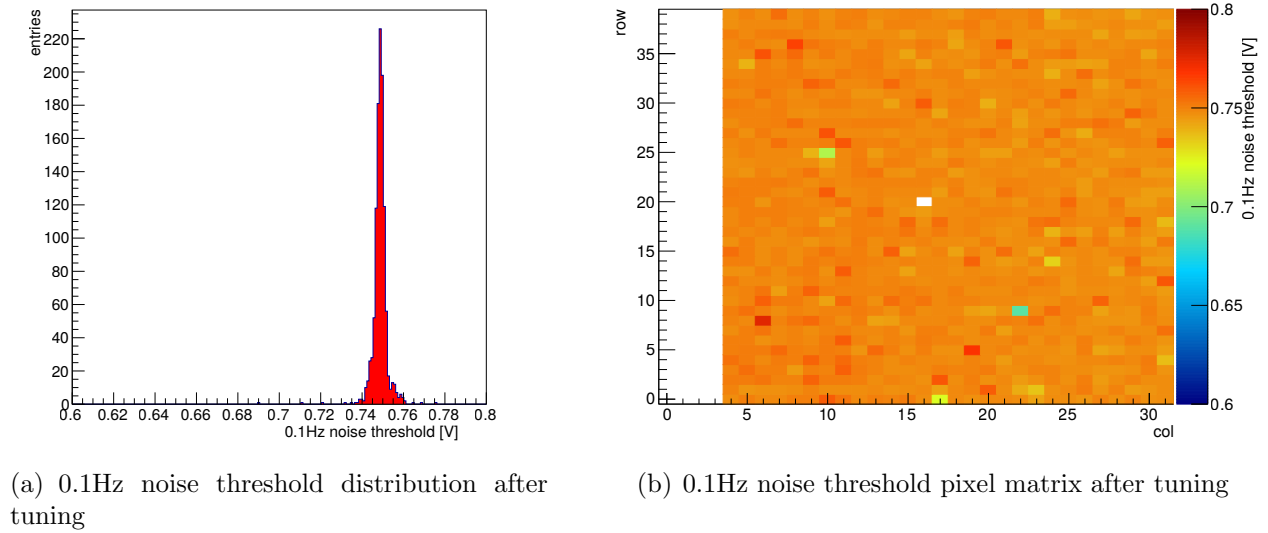 entries
220
200
180
160
140
120
100
80
60
40
20
0
0.6 0.62 0.64 0.66 0.68 0.7 0.72 0.74 0.76 0.78 0.8
0.1Hz noise threshold [V]
(a) 0.1Hz noise threshold distribution after
tuning
row
35
30
25
20
15
10
5
0
0 5 10 15 20 25 30
col
0.8
0.75
0.7
0.65
0.6
0.1Hz noise threshold [V]
(b) 0.1Hz noise threshold pixel matrix after tuning